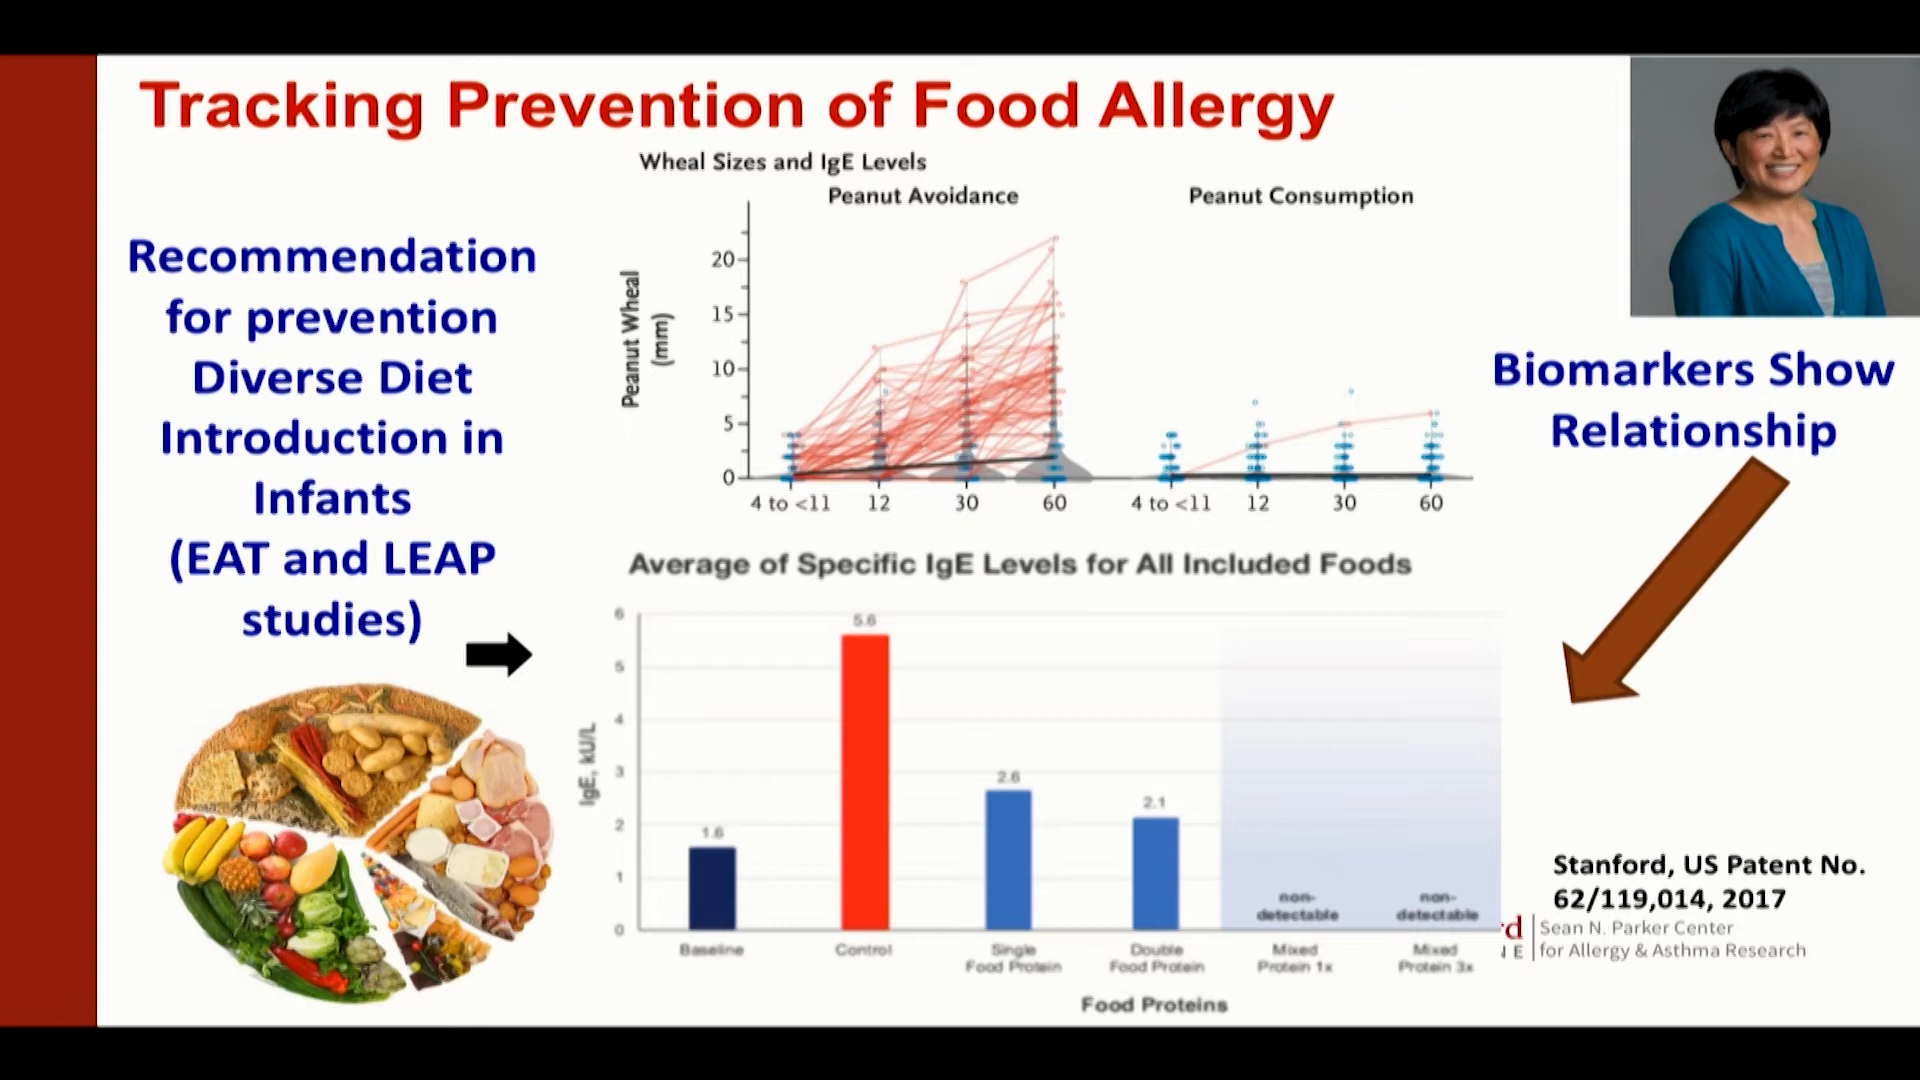 Tracking Prevention of Food Allergy
Recommendation
for prevention
Diverse Diet
Introduction in
Infants
(EAT and LEAP
studies)
Wheal Sizes and IgE Levels
Peanut Avoidance
Peanut Consumption
Peanut Wheal
(mm)
20
15
10
5
0
4 to <11 12 30 60
4 to <11 12 30 60
Biomarkers Show
Relationship
Average of Specific IgE Levels for All Included Foods
IgE, kU/L
6
5
4
3
2
1
0
1.6
5.6
2.6
2.1
non-
detectable
non-
detectable
Baseline
Control
Single
Food Protein
Double
Food Protein
Mixed
Protein 1x
Mixed
Protein 3x
Food Proteins
Stanford, US Patent No.
62/119,014, 2017
Sean N. Parker Center
for Allergy & Asthma Research